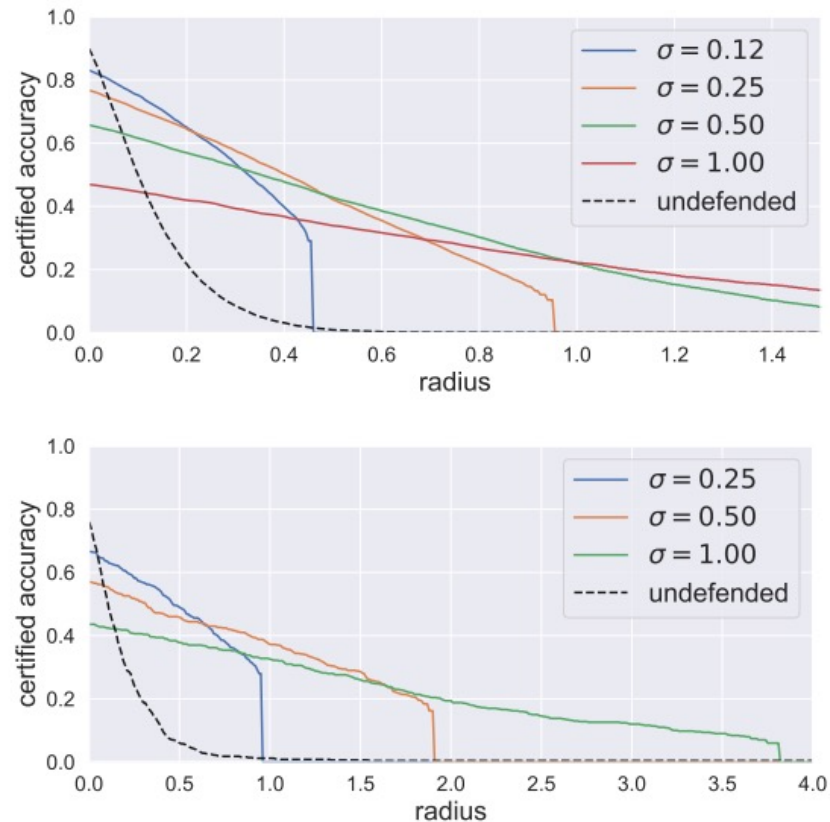 1.0
0.8
0.6
0.4
0.2
0.0
certified accuracy
σ = 0.12
σ = 0.25
σ = 0.50
σ = 1.00
undefended
0.0 0.2 0.4 0.6 0.8 1.0 1.2 1.4
radius
1.0
0.8
0.6
0.4
0.2
0.0
certified accuracy
σ = 0.25
σ = 0.50
σ = 1.00
undefended
0.0 0.5 1.0 1.5 2.0 2.5 3.0 3.5 4.0
radius